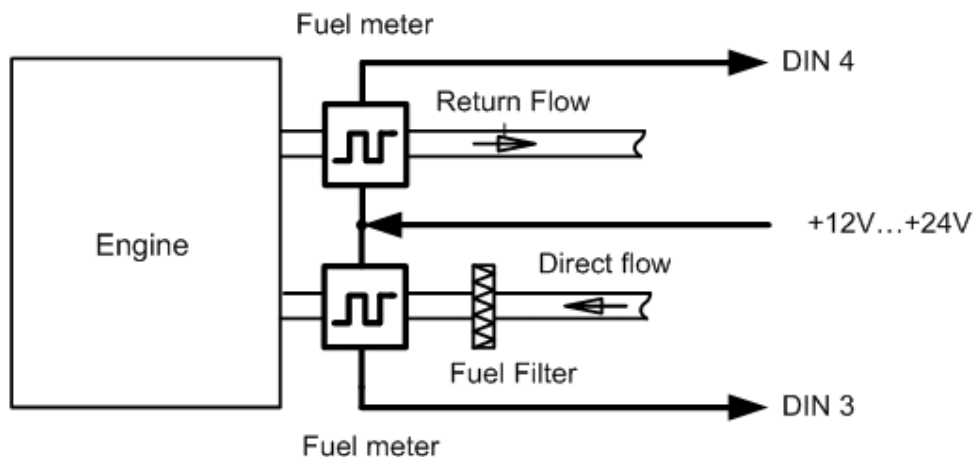 Fuel meter
DIN 4
Return Flow
+12V...+24V
Engine
Direct flow
Fuel Filter
DIN 3
Fuel meter